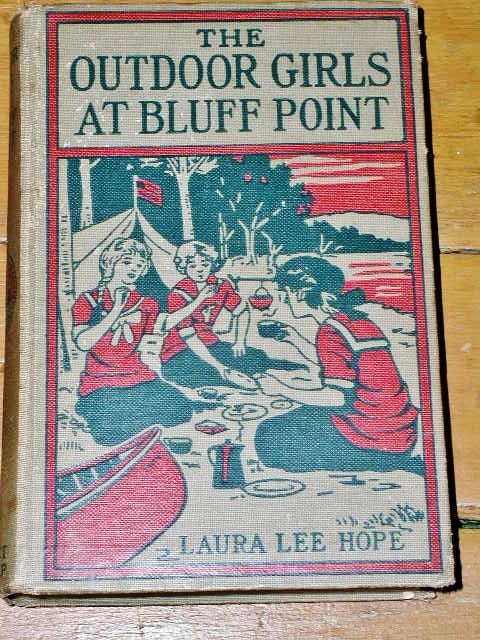 THE
OUTDOOR GIRLS
AT BLUFF POINT
LAURA LEE HOPE